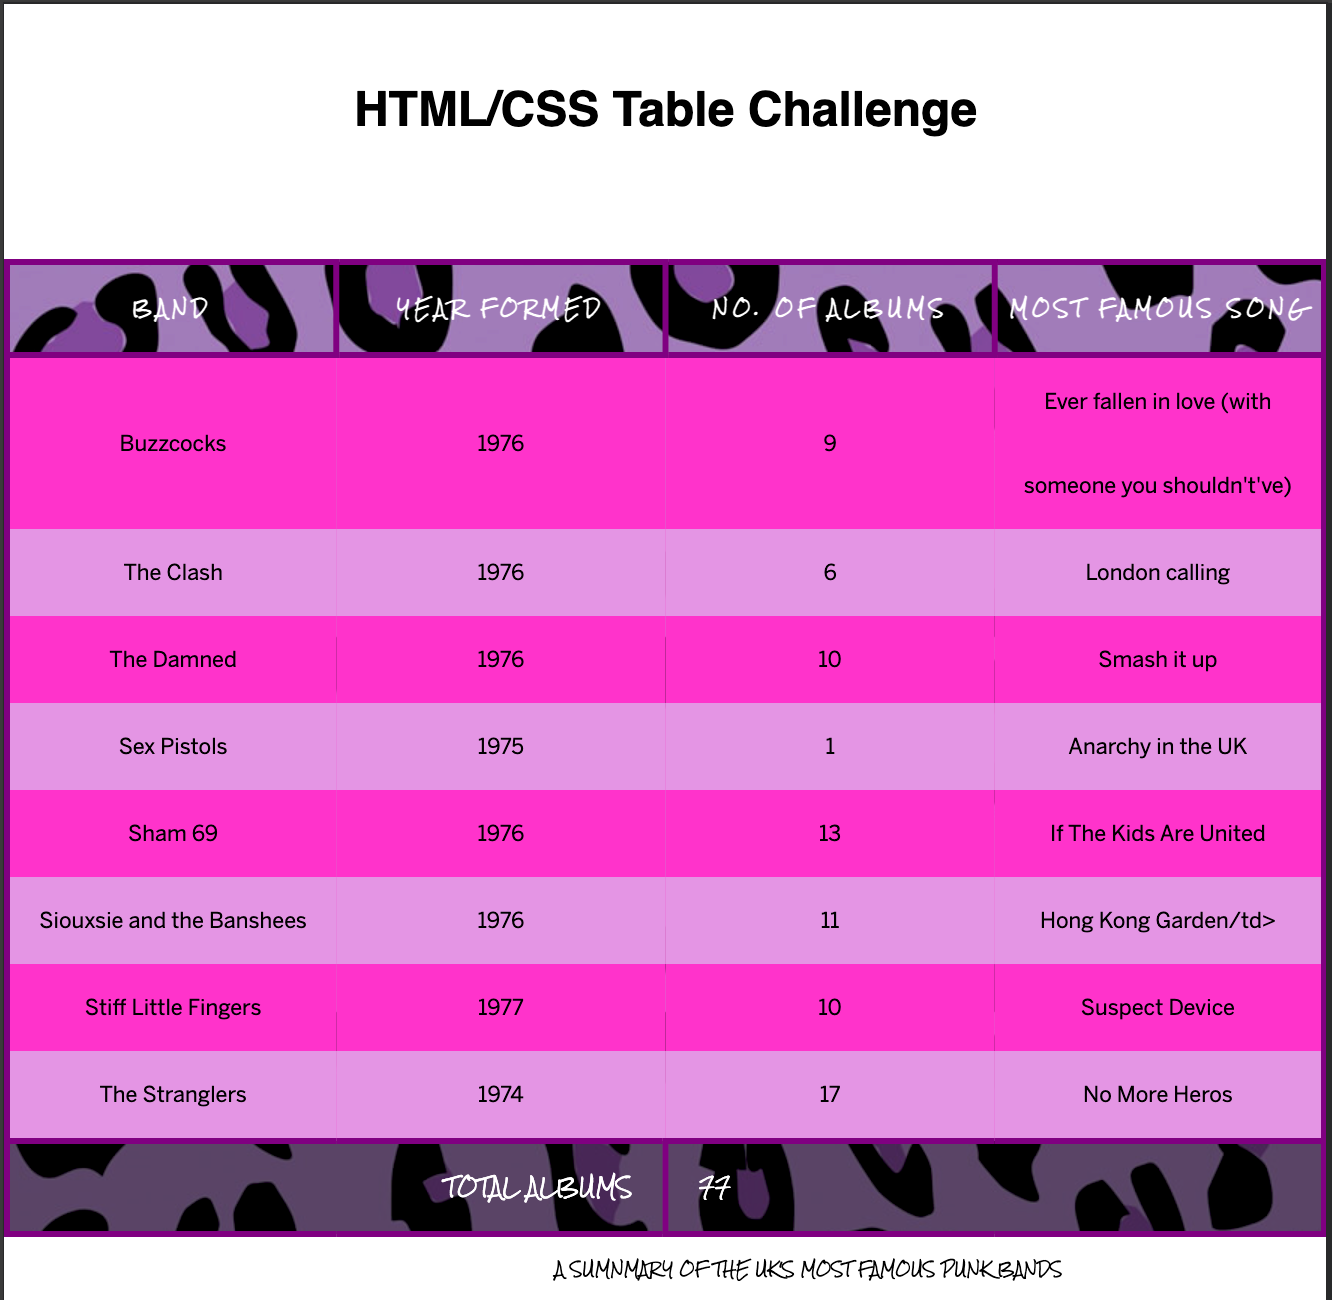 HTML/CSS Table Challenge
BAND YEAR FORMED NO. OF ALBUMS MOST FAMOUS SONG
Buzzcocks 1976 9 Ever fallen in love (with
someone you shouldn't've)
The Clash 1976 6 London calling
The Damned 1976 10 Smash it up
Sex Pistols 1975 1 Anarchy in the UK
Sham 69 1976 13 If The Kids Are United
Siouxsie and the Banshees 1976 11 Hong Kong Garden/td>
Stiff Little Fingers 1977 10 Suspect Device
The Stranglers 1974 17 No More Heros
TOTAL ALBUMS 77
A SUMNMARY OF THE UKS MOST FAMOUS PUNK BANDS